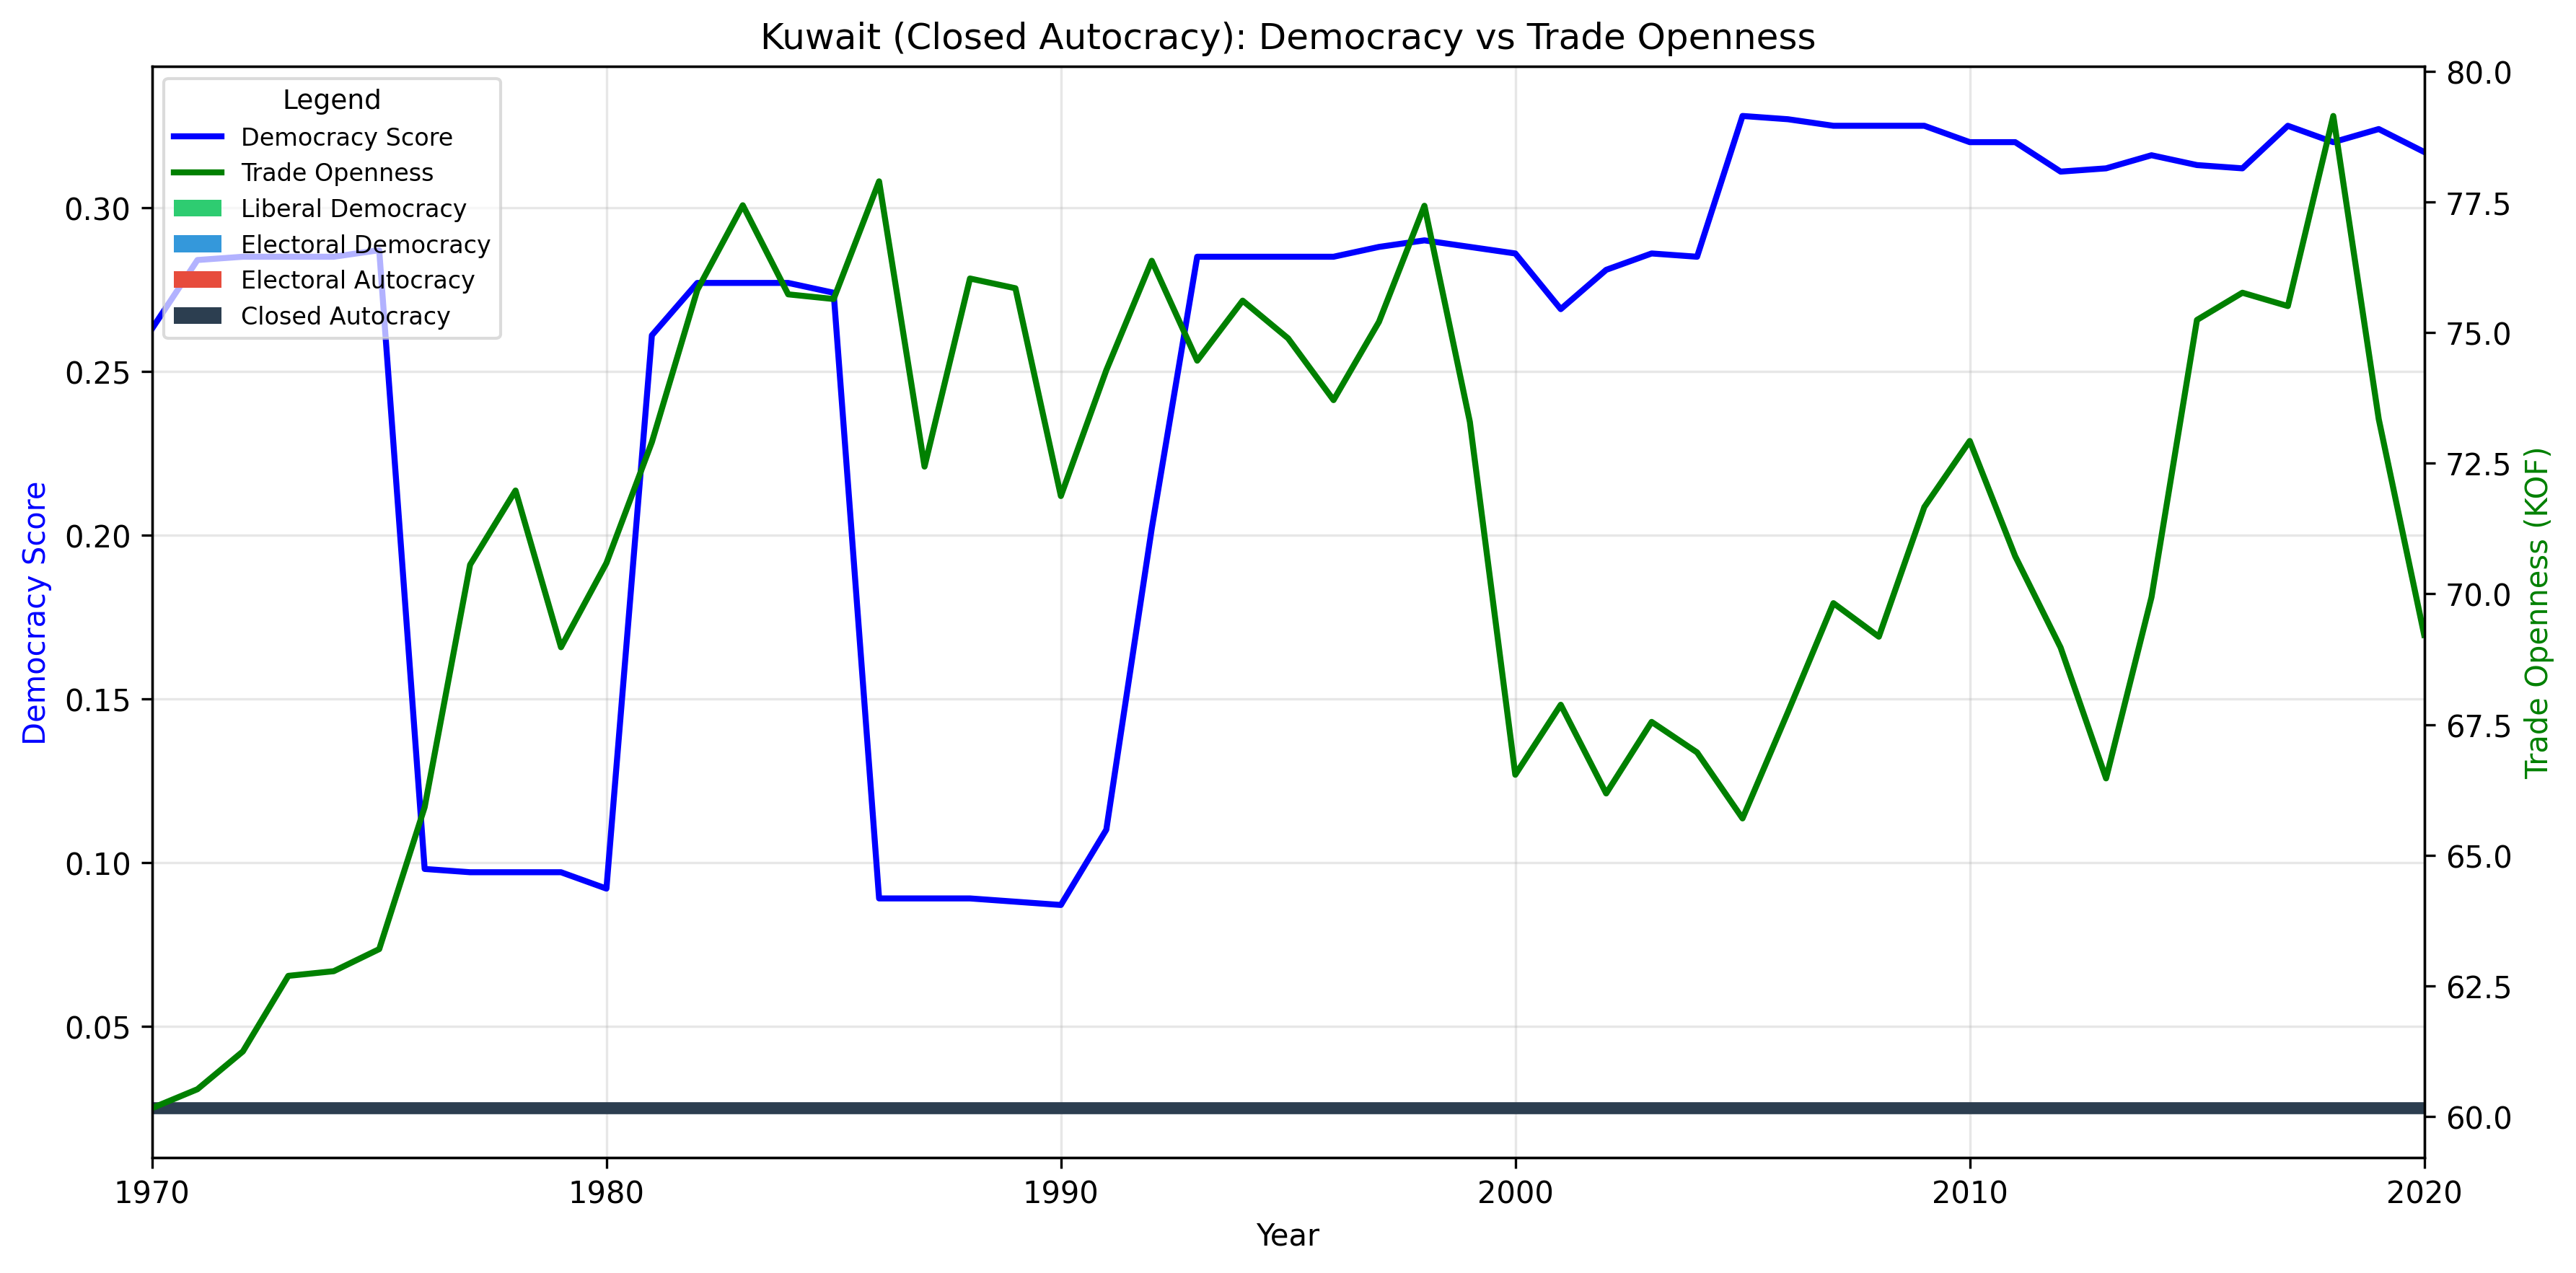 Kuwait (Closed Autocracy): Democracy vs Trade Openness
Legend
Democracy Score
Trade Openness
Liberal Democracy
Electoral Democracy
Electoral Autocracy
Closed Autocracy
Democracy Score
0.30
0.25
0.20
0.15
0.10
0.05
80.0
77.5
75.0
72.5
70.0
67.5
65.0
62.5
60.0
Trade Openness (KOF)
1970
1980
1990
2000
2010
2020
Year